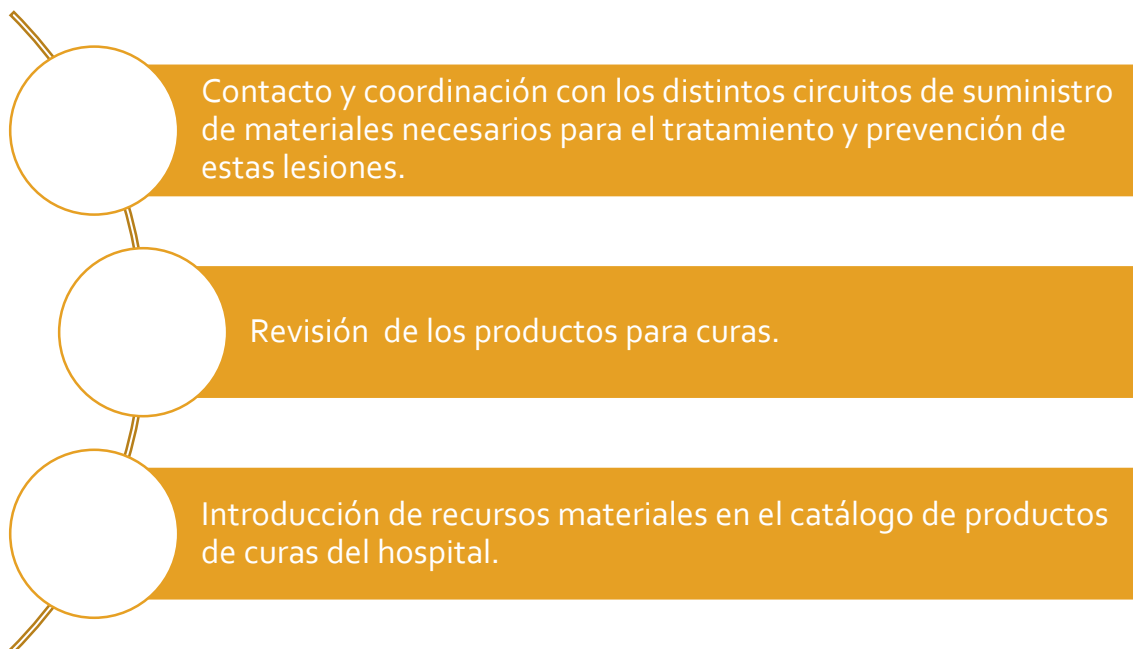 Contacto y coordinación con los distintos circuitos de suministro
de materiales necesarios para el tratamiento y prevención de
estas lesiones.
Revisión  de los productos para curas.
Introducción de recursos materiales en el catálogo de productos
de curas del hospital.